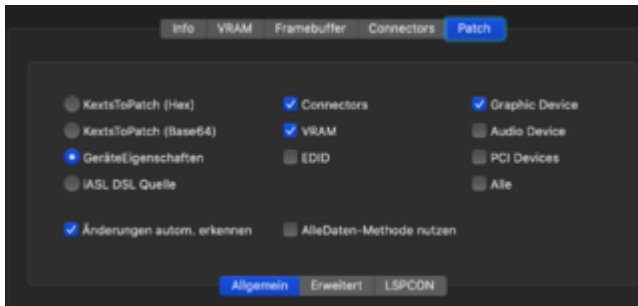 Info VRAM Framebuffer Connectors Patch
KextsToPatch (Hex) Connectors Graphic Device
KextsToPatch (Base64) VRAM Audio Device
GeräteEigenschaften EDID PCI Devices
iASL DSL Quelle Alle
Änderungen autom. erkennen AlleDaten-Methode nutzen
Allgemein Erweitert LSPCON